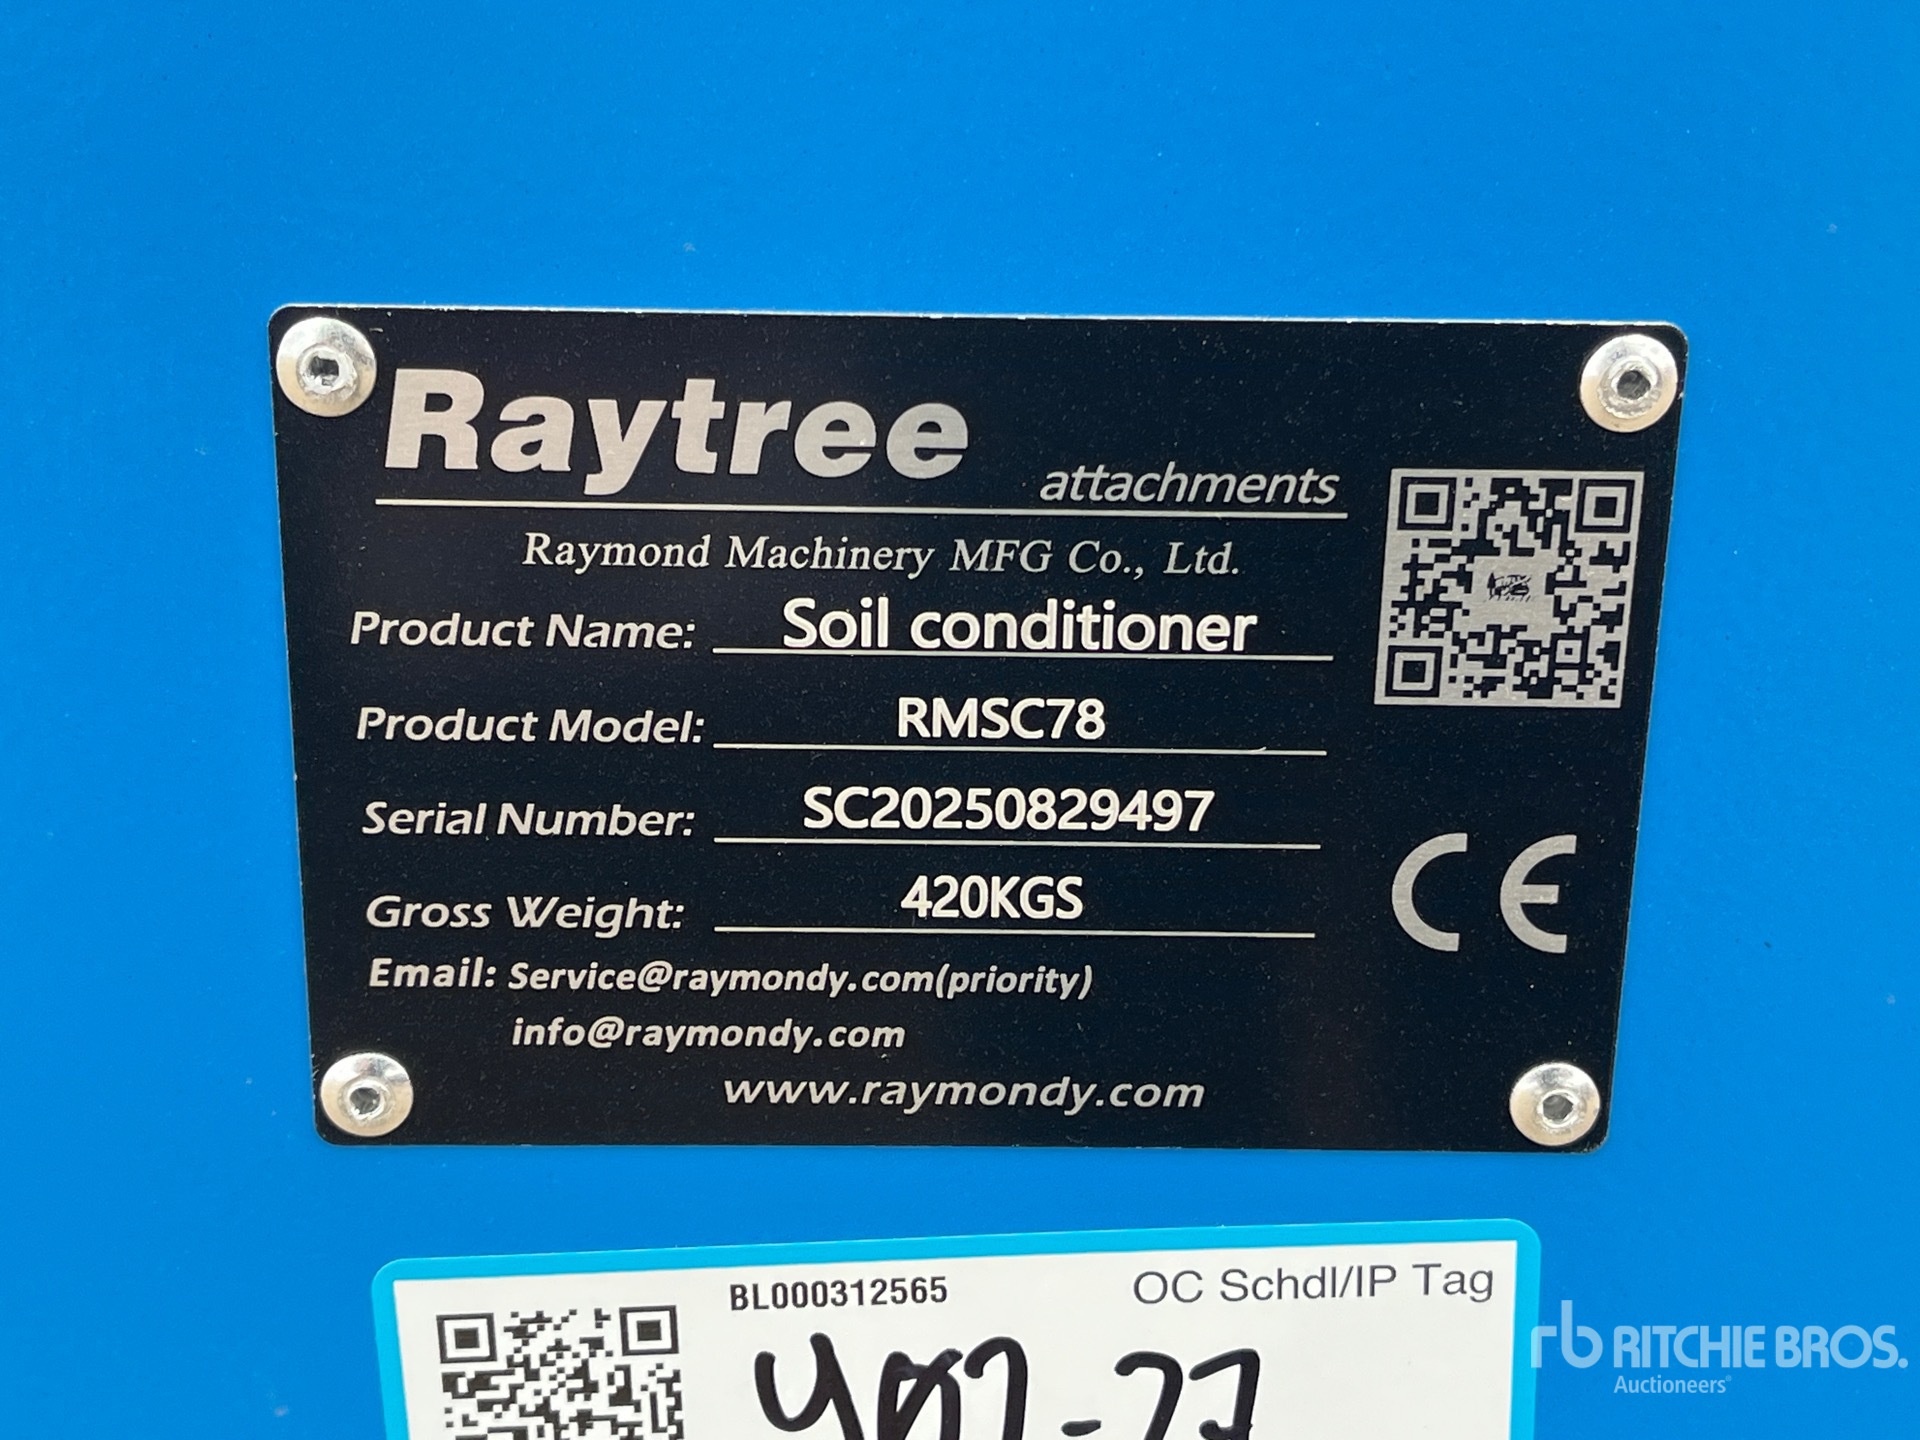 Raytree attachments
Raymond Machinery MFG Co., Ltd.
Product Name: Soil conditioner
Product Model: RMSC78
Serial Number: SC20250829497
Gross Weight: 420KGS
Email: Service@raymondy.com(priority)
info@raymondy.com
www.raymondy.com
CE
BL000312565 OC Schdl/IP Tag
rb RITCHIE BROS.
Auctioneers®